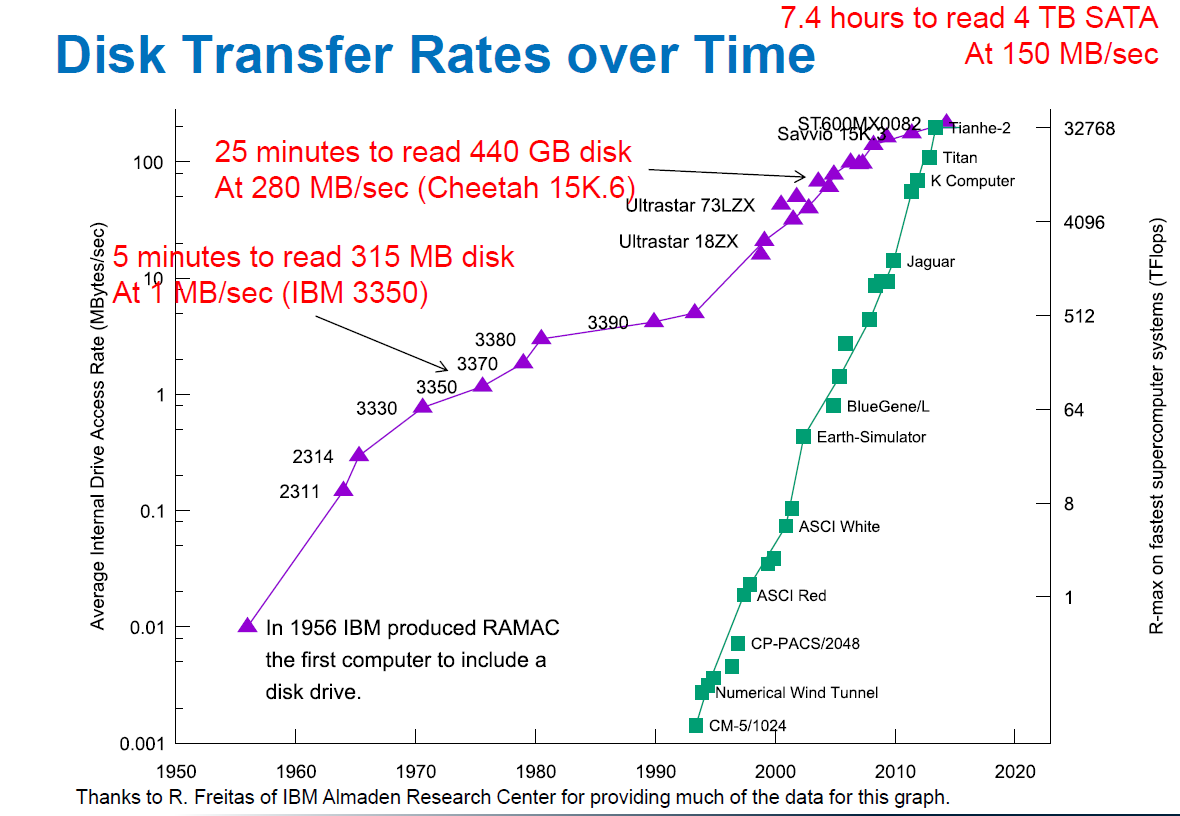 7.4 hours to read 4 TB SATA
At 150 MB/sec
Disk Transfer Rates over Time
25 minutes to read 440 GB disk
At 280 MB/sec (Cheetah 15K.6)
5 minutes to read 315 MB disk
At 1 MB/sec (IBM 3350)
Average Internal Drive Access Rate (MBytes/sec)
100
10
1
0.1
0.01
0.001
ST600MX0082
Savvio 15K.3
Ultrastar 73LZX
Ultrastar 18ZX
3390
3380
3370
3350
3330
2314
2311
In 1956 IBM produced RAMAC
the first computer to include a
disk drive.
Tianhe-2
Titan
K Computer
Jaguar
BlueGene/L
Earth-Simulator
ASCI White
ASCI Red
CP-PACS/2048
Numerical Wind Tunnel
CM-5/1024
32768
4096
512
64
8
1
R-max on fastest supercomputer systems (TFlops)
1950 1960 1970 1980 1990 2000 2010 2020
Thanks to R. Freitas of IBM Almaden Research Center for providing much of the data for this graph.